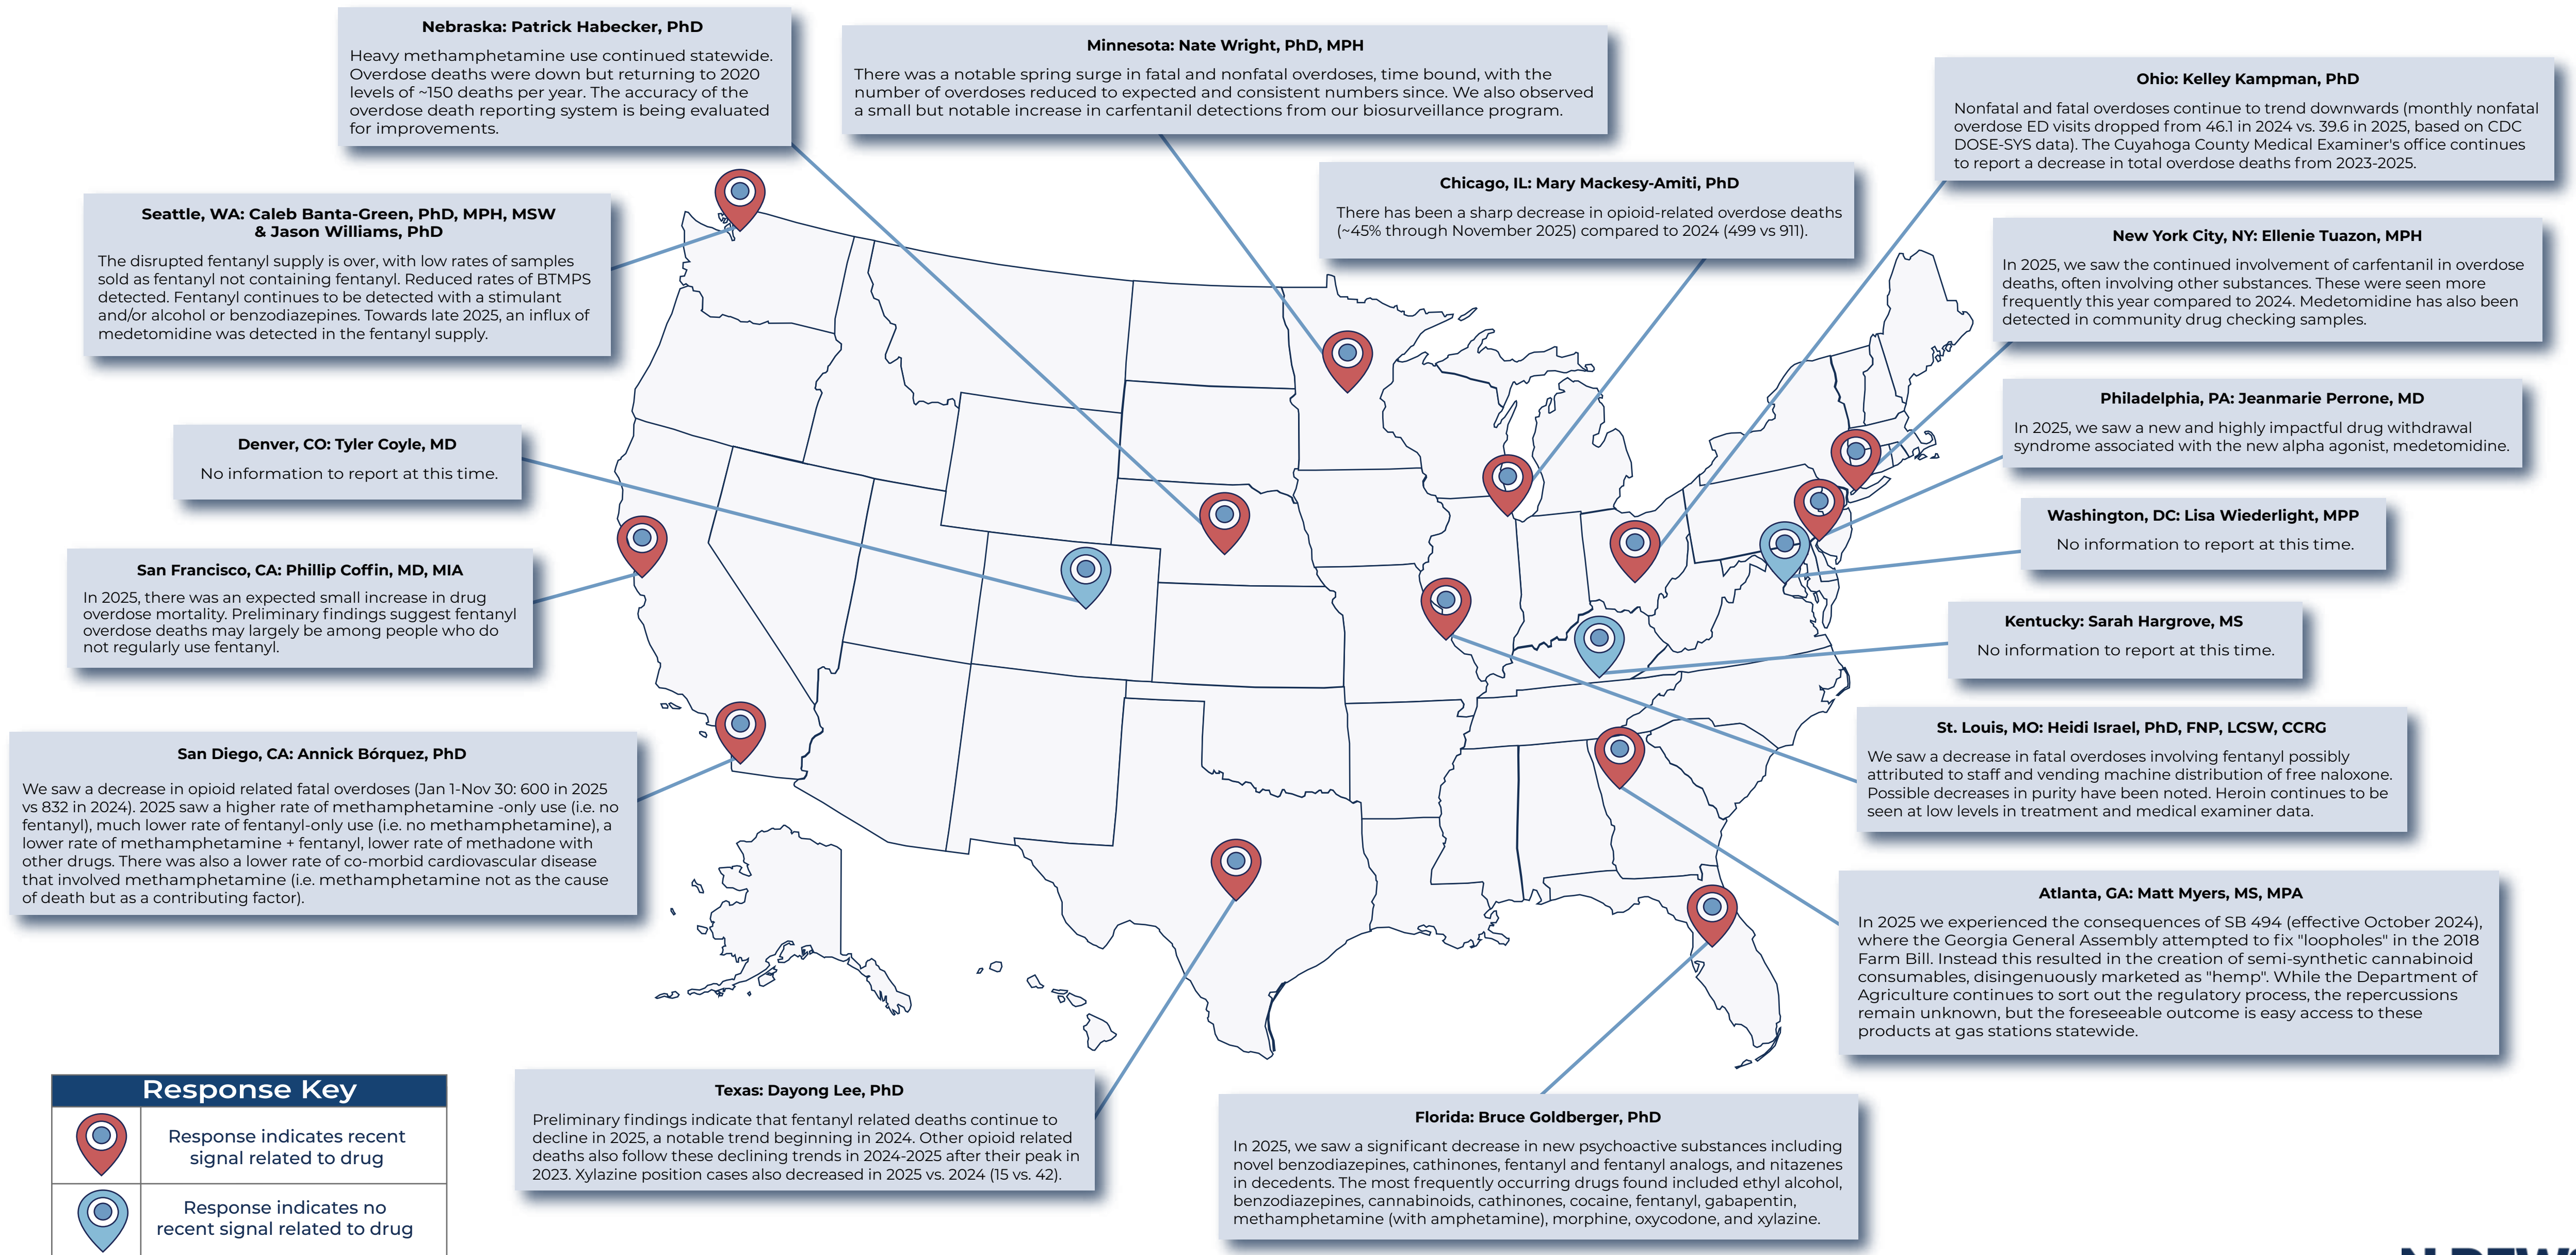 Nebraska: Patrick Habecker, PhD
Heavy methamphetamine use continued statewide.
Overdose deaths were down but returning to 2020
levels of ~150 deaths per year. The accuracy of the
overdose death reporting system is being evaluated
for improvements.
Minnesota: Nate Wright, PhD, MPH
There was a notable spring surge in fatal and nonfatal overdoses, time bound, with the
number of overdoses reduced to expected and consistent numbers since. We also observed
a small but notable increase in carfentanil detections from our biosurveillance program.
Ohio: Kelley Kampman, PhD
Nonfatal and fatal overdoses continue to trend downwards (monthly nonfatal
overdose ED visits dropped from 46.1 in 2024 vs. 39.6 in 2025, based on CDC
DOSE-SYS data). The Cuyahoga County Medical Examiner's office continues
to report a decrease in total overdose deaths from 2023-2025.
Chicago, IL: Mary Mackesy-Amiti, PhD
There has been a sharp decrease in opioid-related overdose deaths
(~45% through November 2025) compared to 2024 (499 vs 911).
Seattle, WA: Caleb Banta-Green, PhD, MPH, MSW
& Jason Williams, PhD
The disrupted fentanyl supply is over, with low rates of samples
sold as fentanyl not containing fentanyl. Reduced rates of BTMPS
detected. Fentanyl continues to be detected with a stimulant
and/or alcohol or benzodiazepines. Towards late 2025, an influx of
medetomidine was detected in the fentanyl supply.
New York City, NY: Ellenie Tuazon, MPH
In 2025, we saw the continued involvement of carfentanil in overdose
deaths, often involving other substances. These were seen more
frequently this year compared to 2024. Medetomidine has also been
detected in community drug checking samples.
Philadelphia, PA: Jeanmarie Perrone, MD
In 2025, we saw a new and highly impactful drug withdrawal
syndrome associated with the new alpha agonist, medetomidine.
Denver, CO: Tyler Coyle, MD
No information to report at this time.
Washington, DC: Lisa Wiederlight, MPP
No information to report at this time.
San Francisco, CA: Phillip Coffin, MD, MIA
In 2025, there was an expected small increase in drug
overdose mortality. Preliminary findings suggest fentanyl
overdose deaths may largely be among people who do
not regularly use fentanyl.
Kentucky: Sarah Hargrove, MS
No information to report at this time.
St. Louis, MO: Heidi Israel, PhD, FNP, LCSW, CCRG
We saw a decrease in fatal overdoses involving fentanyl possibly
attributed to staff and vending machine distribution of free naloxone.
Possible decreases in purity have been noted. Heroin continues to be
seen at low levels in treatment and medical examiner data.
San Diego, CA: Annick Bórquez, PhD
We saw a decrease in opioid related fatal overdoses (Jan 1-Nov 30: 600 in 2025
vs 832 in 2024). 2025 saw a higher rate of methamphetamine -only use (i.e. no
fentanyl), much lower rate of fentanyl-only use (i.e. no methamphetamine), a
lower rate of methamphetamine + fentanyl, lower rate of methadone with
other drugs. There was also a lower rate of co-morbid cardiovascular disease
that involved methamphetamine (i.e. methamphetamine not as the cause
of death but as a contributing factor).
Atlanta, GA: Matt Myers, MS, MPA
In 2025 we experienced the consequences of SB 494 (effective October 2024),
where the Georgia General Assembly attempted to fix "loopholes" in the 2018
Farm Bill. Instead this resulted in the creation of semi-synthetic cannabinoid
consumables, disingenuously marketed as "hemp". While the Department of
Agriculture continues to sort out the regulatory process, the repercussions
remain unknown, but the foreseeable outcome is easy access to these
products at gas stations statewide.
Texas: Dayong Lee, PhD
Preliminary findings indicate that fentanyl related deaths continue to
decline in 2025, a notable trend beginning in 2024. Other opioid related
deaths also follow these declining trends in 2024-2025 after their peak in
2023. Xylazine position cases also decreased in 2025 vs. 2024 (15 vs. 42).
Florida: Bruce Goldberger, PhD
In 2025, we saw a significant decrease in new psychoactive substances including
novel benzodiazepines, cathinones, fentanyl and fentanyl analogs, and nitazenes
in decedents. The most frequently occurring drugs found included ethyl alcohol,
benzodiazepines, cannabinoids, cathinones, cocaine, fentanyl, gabapentin,
methamphetamine (with amphetamine), morphine, oxycodone, and xylazine.
Response Key
Response indicates recent
signal related to drug
Response indicates no
recent signal related to drug